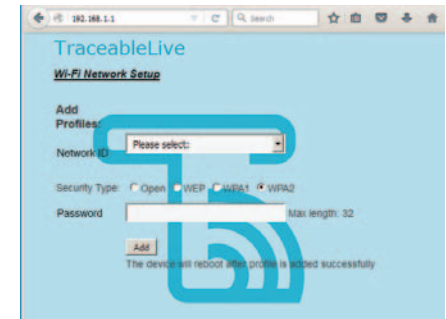 192.168.1.1
Search
TraceableLive
Wi-Fi Network Setup
Add
Profiles:
Network ID Please select:
Security Type: Open WEP WPA1 WPA2
Password Max length: 32
Add
The device will reboot after profile is added successfully